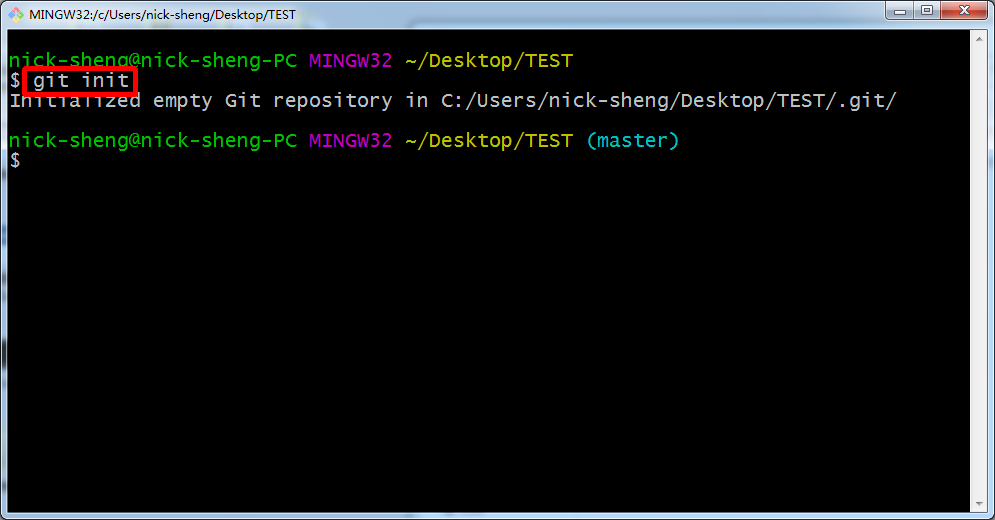 MINGW32:/c/Users/nick-sheng/Desktop/TEST
nick-sheng@nick-sheng-PC MINGW32 ~/Desktop/TEST
$ git init
Initialized empty Git repository in C:/Users/nick-sheng/Desktop/TEST/.git/
nick-sheng@nick-sheng-PC MINGW32 ~/Desktop/TEST (master)
$